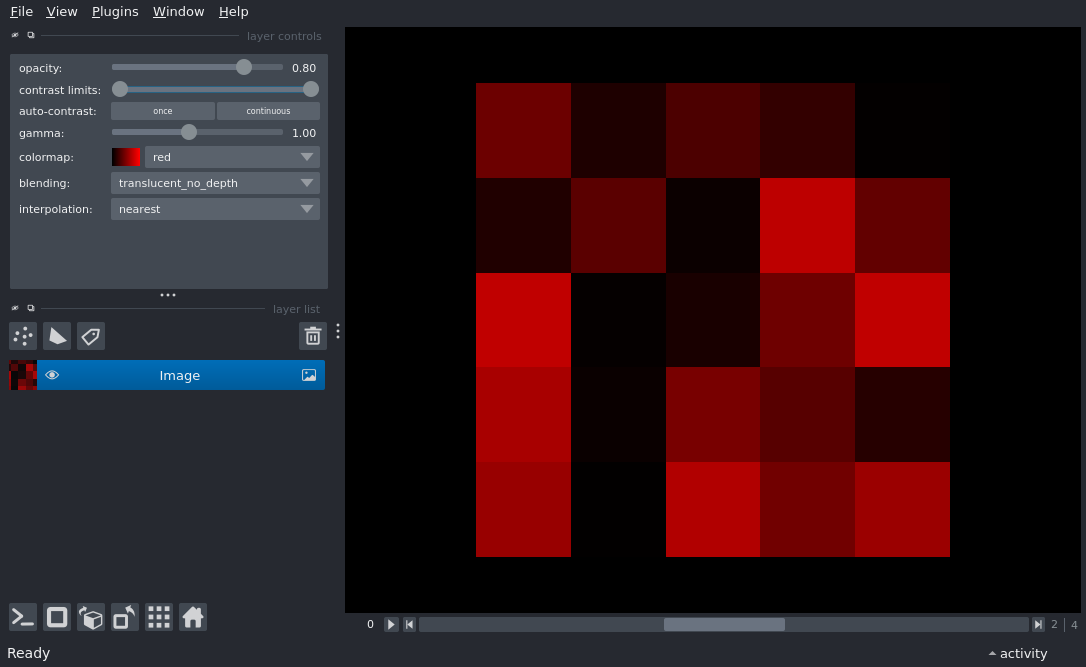 File View Plugins Window Help
layer controls
opacity: 0.80
contrast limits:
auto-contrast: once continuous
gamma: 1.00
colormap: red
blending: translucent_no_depth
interpolation: nearest
layer list
Image
0 2 4
Ready activity